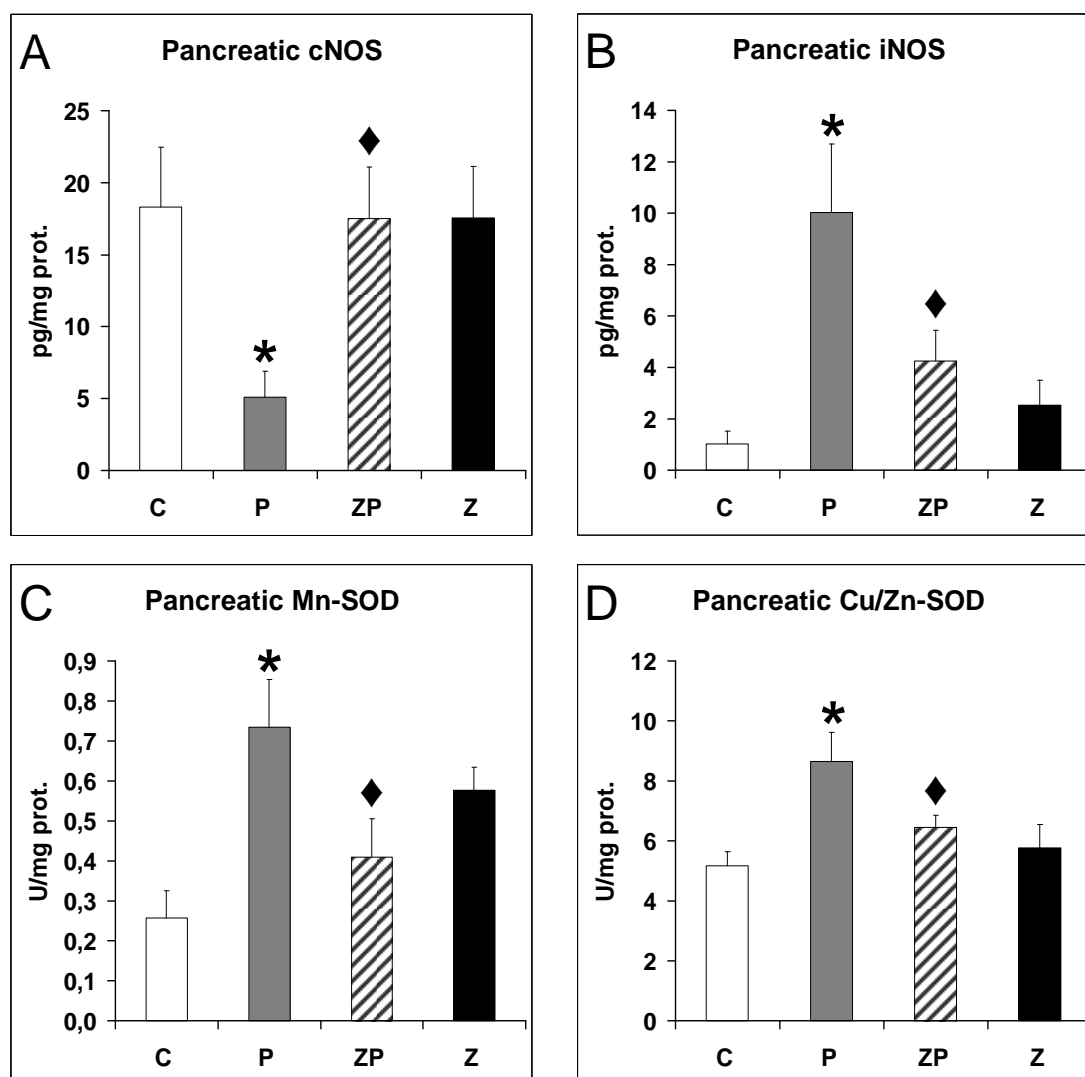 A
Pancreatic cNOS
pg/mg prot.
25
20
15
10
5
0
*
♦
C P ZP Z
B
Pancreatic iNOS
pg/mg prot.
14
12
10
8
6
4
2
0
*
♦
C P ZP Z
C
Pancreatic Mn-SOD
U/mg prot.
0,9
0,8
0,7
0,6
0,5
0,4
0,3
0,2
0,1
0,0
*
♦
C P ZP Z
D
Pancreatic Cu/Zn-SOD
U/mg prot.
12
10
8
6
4
2
0
*
♦
C P ZP Z